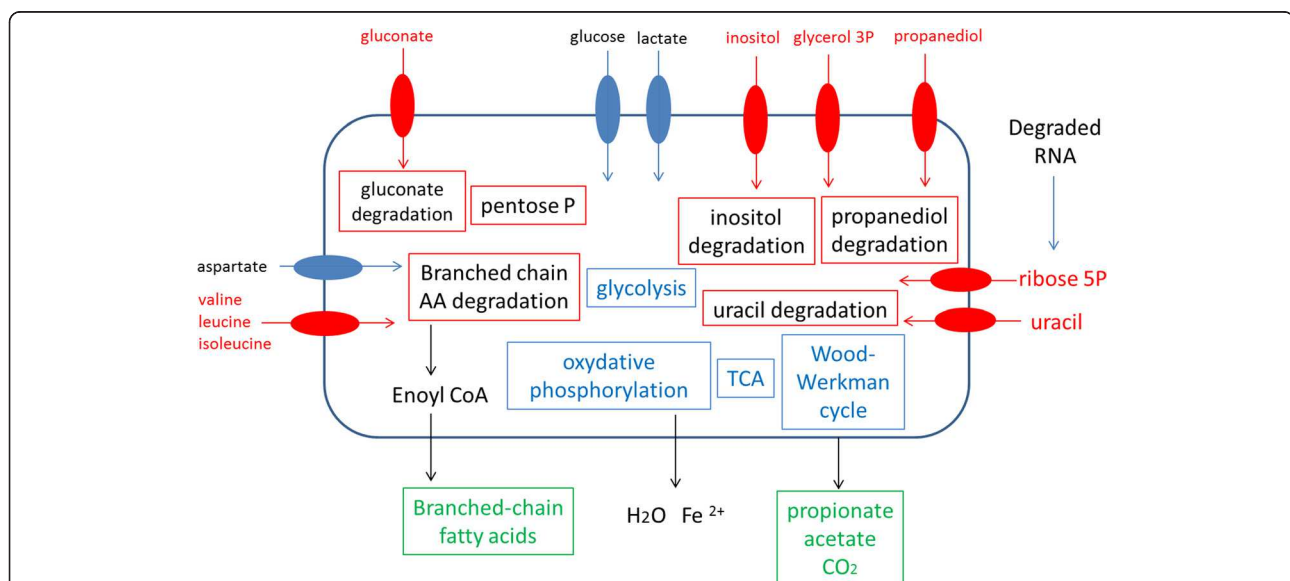 gluconate
glucose
lactate
inositol
glycerol 3P
propanediol
Degraded
RNA
gluconate
degradation
pentose P
inositol
degradation
propanediol
degradation
aspartate
Branched chain
AA degradation
glycolysis
ribose 5P
valine
leucine
isoleucine
uracil degradation
uracil
oxydative
phosphorylation
TCA
Wood-
Werkman
cycle
Enoyl CoA
Branched-chain
fatty acids
H2O Fe 2+
propionate
acetate
CO2